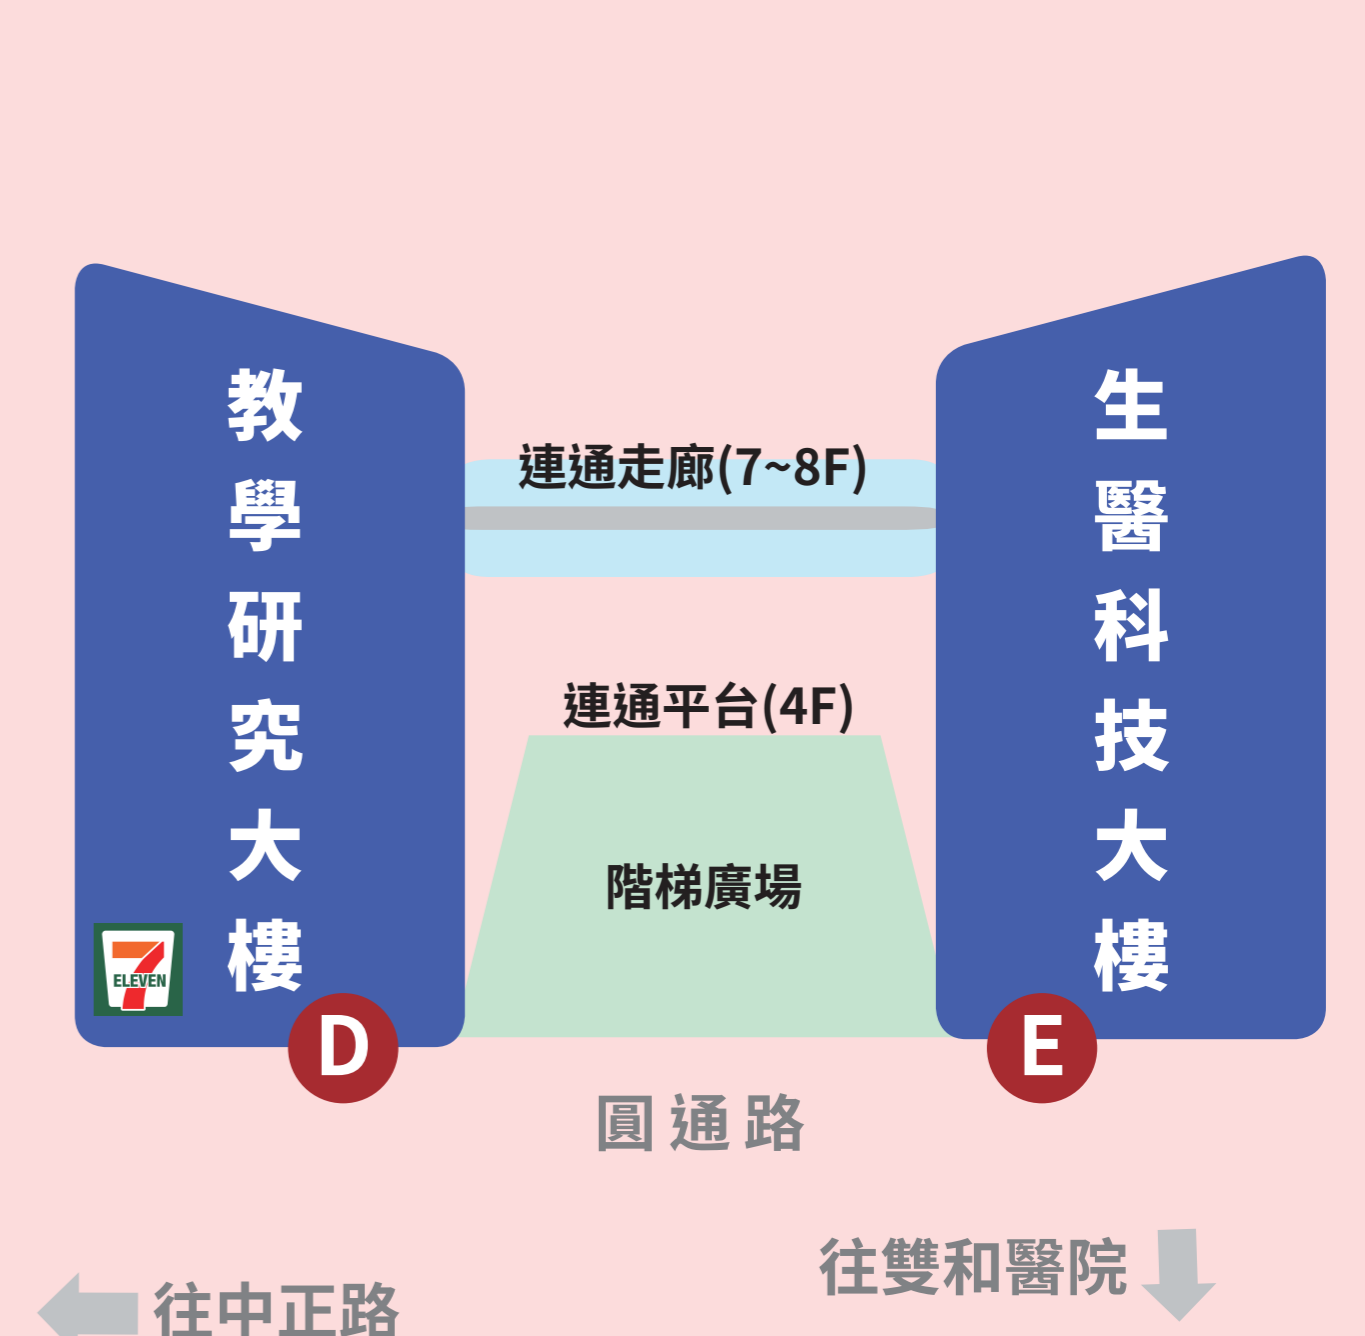 教學研究大樓
生醫科技大樓
連通走廊(7~8F)
連通平台(4F)
階梯廣場
7
ELEVEN
D
E
圓通路
往雙和醫院
往中正路